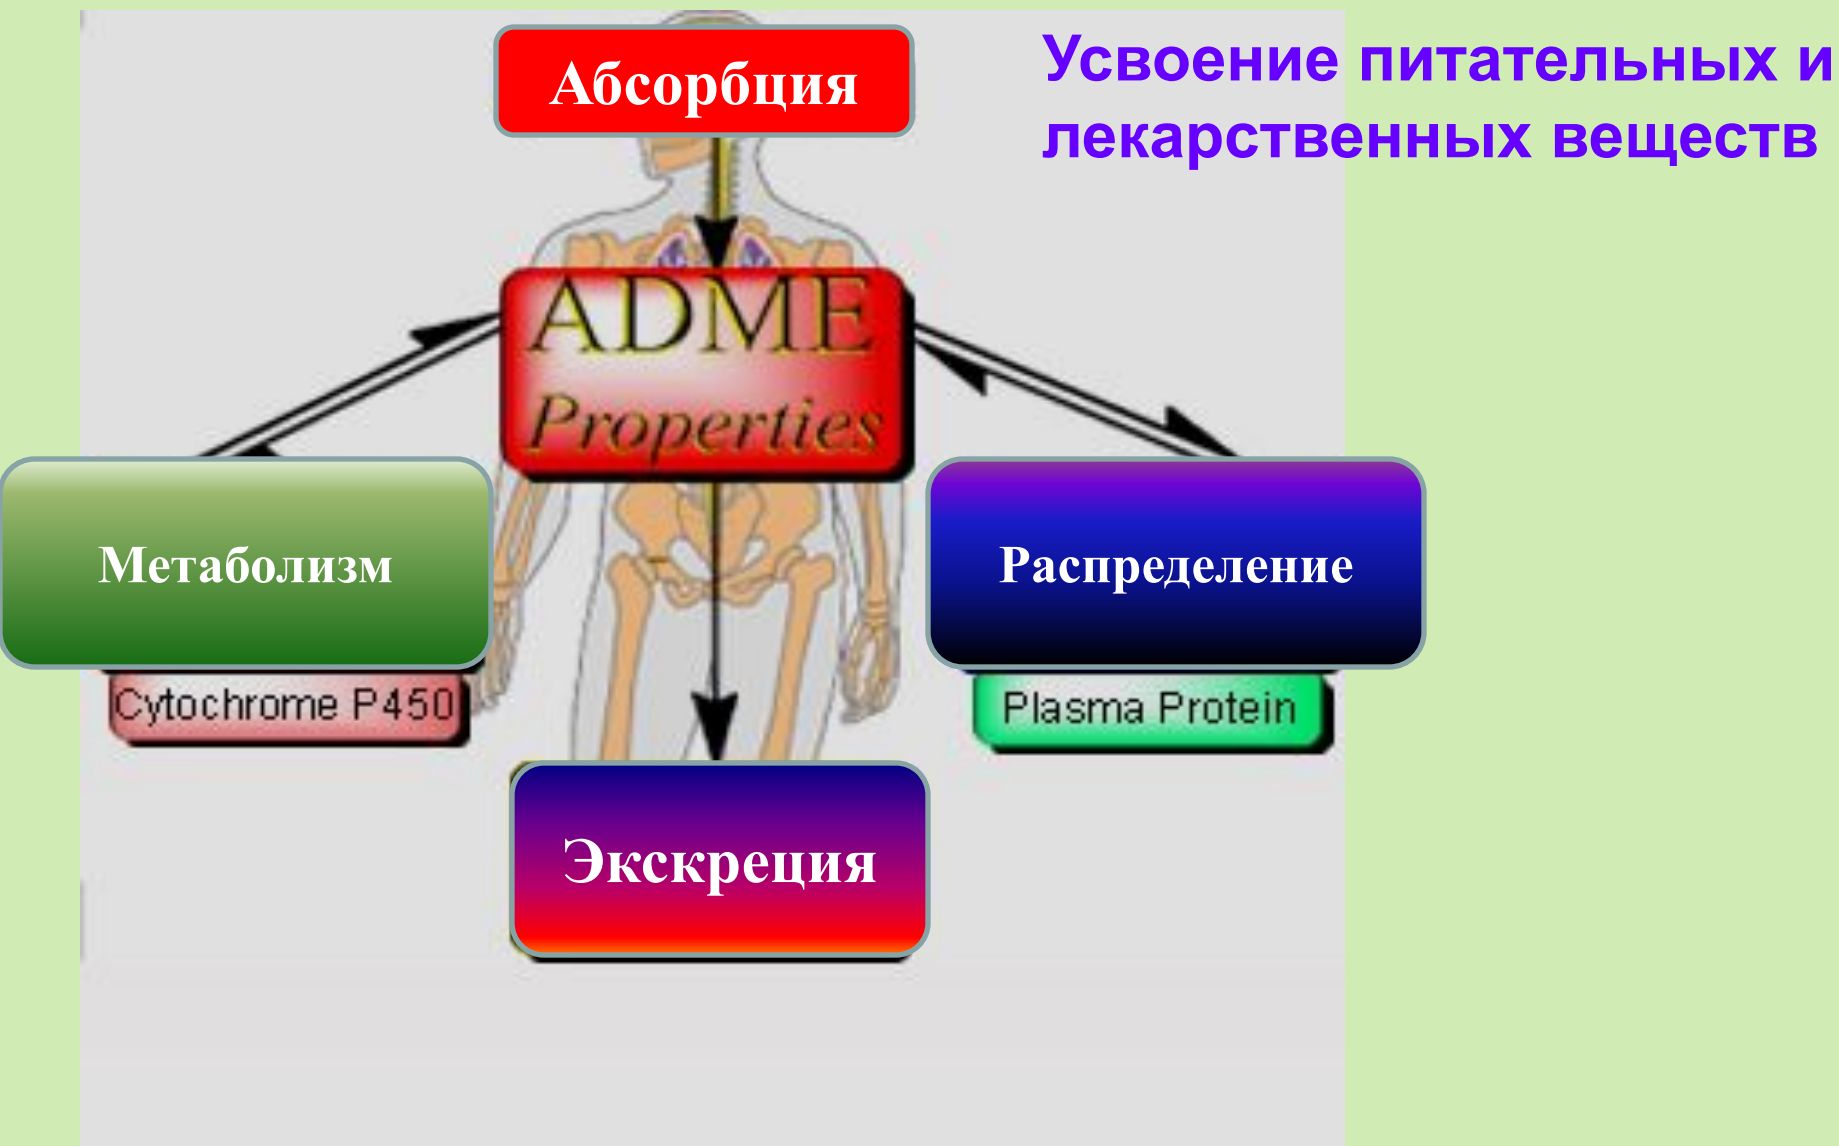 Усвоение питательных и
лекарственных веществ
Абсорбция
ADME
Properties
Метаболизм
Cytochrome P450
Распределение
Plasma Protein
Экскреция